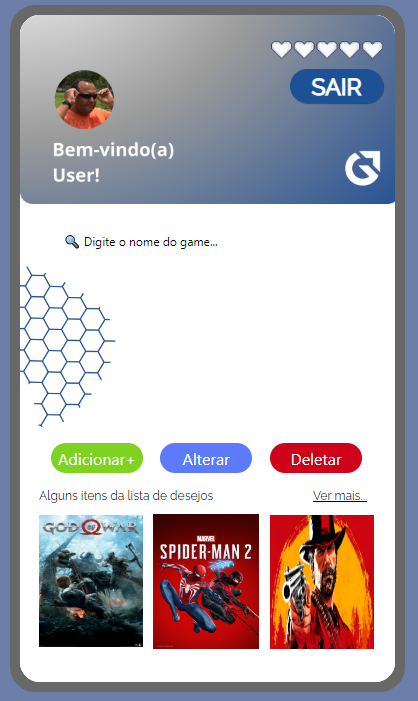 SAIR
Bem-vindo(a)
User!
Digite o nome do game...
Adicionar+ Alterar Deletar
Alguns itens da lista de desejos Ver mais...
GOD OF WAR
MARVEL
SPIDER-MAN 2